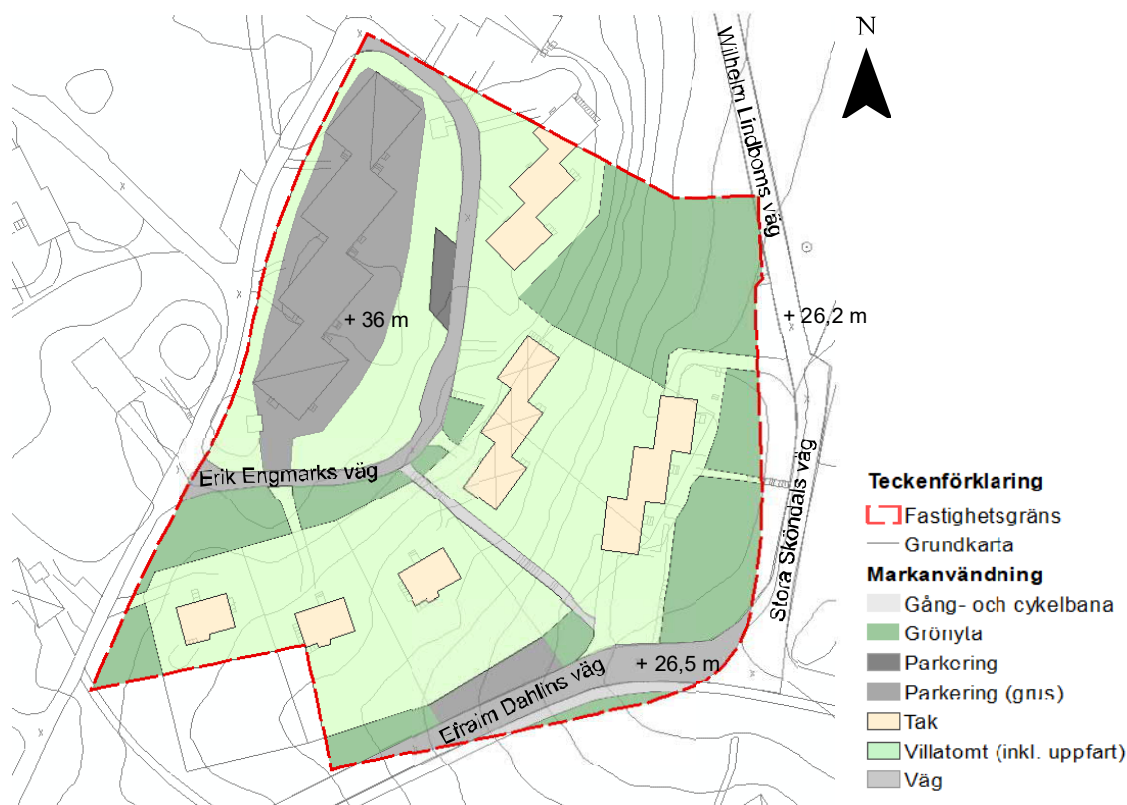 N
Wilhelm Lindboms väg
+ 26,2 m
+ 36 m
Erik Engmarks väg
Stora Sköndals väg
+ 26,5 m
Efraim Dahlins väg
Teckenförklaring
Fastighetsgräns
Grundkarta
Markanvändning
Gång- och cykelbana
Grönyta
Parkering
Parkering (grus)
Tak
Villatomt (inkl. uppfart)
Väg